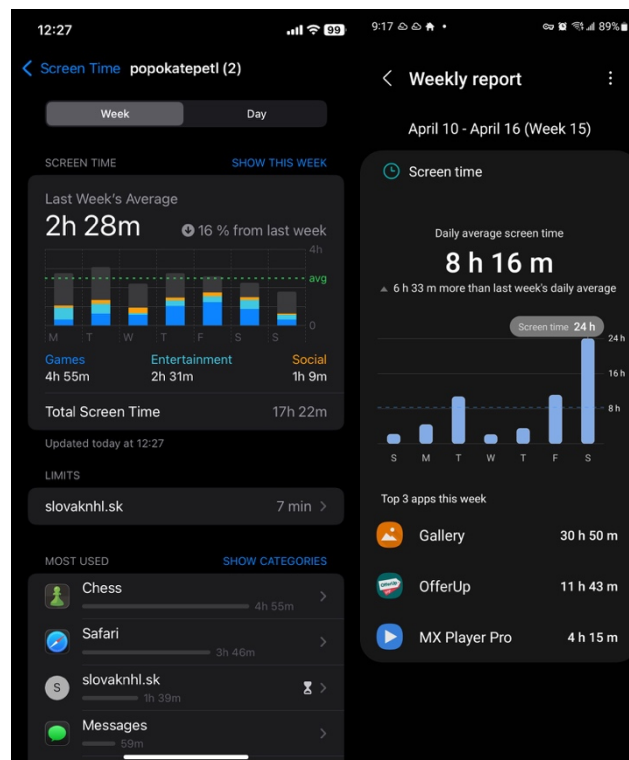 12:27
99
Screen Time popokatepetl (2)
Week Day
SCREEN TIME SHOW THIS WEEK
Last Week's Average
2h 28m 16 % from last week
4h
avg
0
M T W T F S S
Games Entertainment Social
4h 55m 2h 31m 1h 9m
Total Screen Time 17h 22m
Updated today at 12:27
LIMITS
slovaknhl.sk 7 min
MOST USED SHOW CATEGORIES
Chess
4h 55m
Safari
3h 46m
S
slovaknhl.sk
1h 39m
Messages
59m
9:17 89%
Weekly report
April 10 - April 16 (Week 15)
Screen time
Daily average screen time
8 h 16 m
6 h 33 m more than last week's daily average
Screen time 24 h
24 h
16 h
8 h
S M T W T F S
Top 3 apps this week
Gallery 30 h 50 m
OfferUp
OfferUp 11 h 43 m
MX Player Pro 4 h 15 m